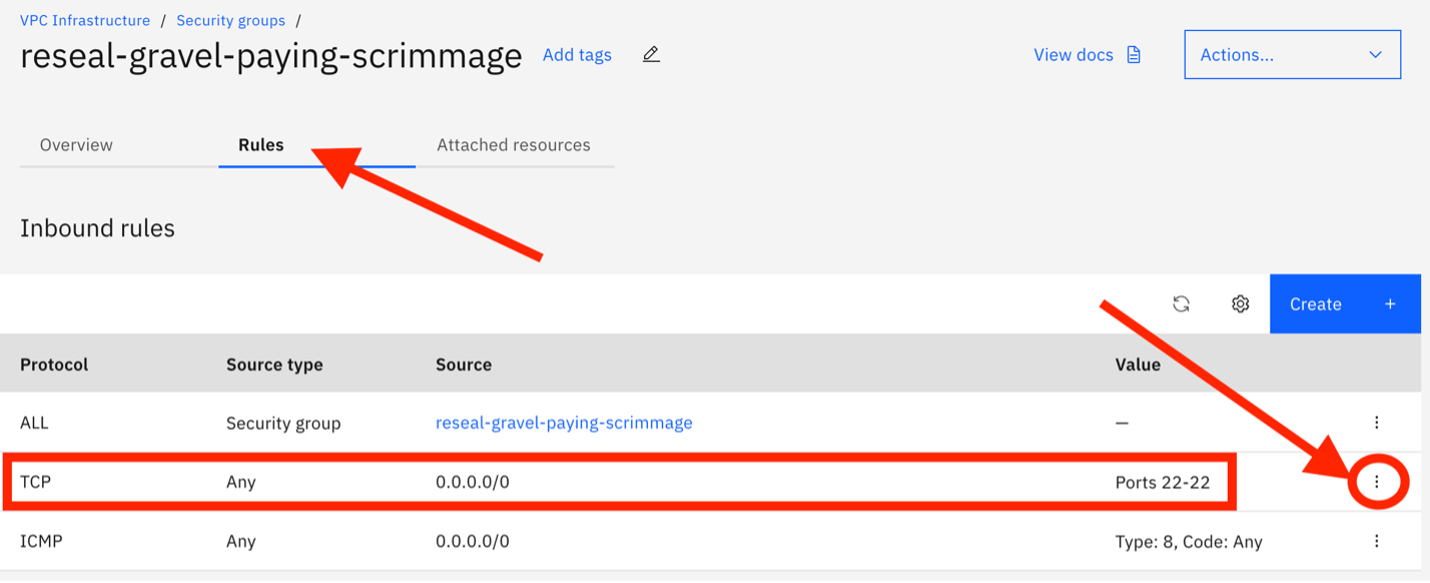 VPC Infrastructure / Security groups /
reseal-gravel-paying-scrimmage Add tags View docs Actions...
Overview Rules Attached resources
Inbound rules
Create +
Protocol Source type Source Value
ALL Security group reseal-gravel-paying-scrimmage —
TCP Any 0.0.0.0/0 Ports 22-22
ICMP Any 0.0.0.0/0 Type: 8, Code: Any